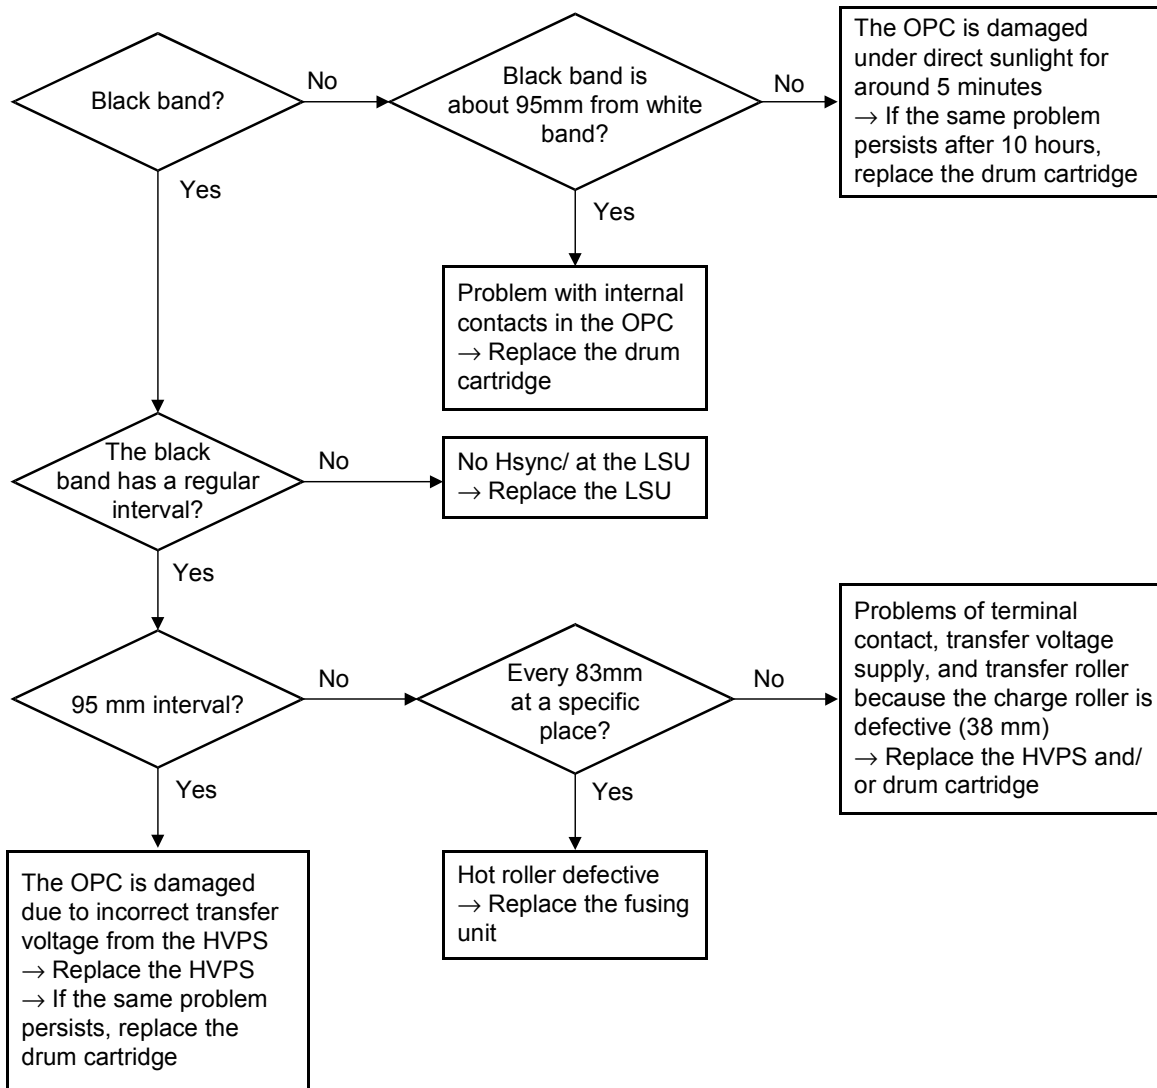 Black band?
No
Black band is
about 95mm from white
band?
No
The OPC is damaged
under direct sunlight for
around 5 minutes
→ If the same problem
persists after 10 hours,
replace the drum cartridge
Yes
Yes
Problem with internal
contacts in the OPC
→ Replace the drum
cartridge
The black
band has a regular
interval?
No
No Hsync/ at the LSU
→ Replace the LSU
Yes
95 mm interval?
No
Every 83mm
at a specific
place?
No
Problems of terminal
contact, transfer voltage
supply, and transfer roller
because the charge roller is
defective (38 mm)
→ Replace the HVPS and/
or drum cartridge
Yes
Yes
The OPC is damaged
due to incorrect transfer
voltage from the HVPS
→ Replace the HVPS
→ If the same problem
persists, replace the
drum cartridge
Hot roller defective
→ Replace the fusing
unit